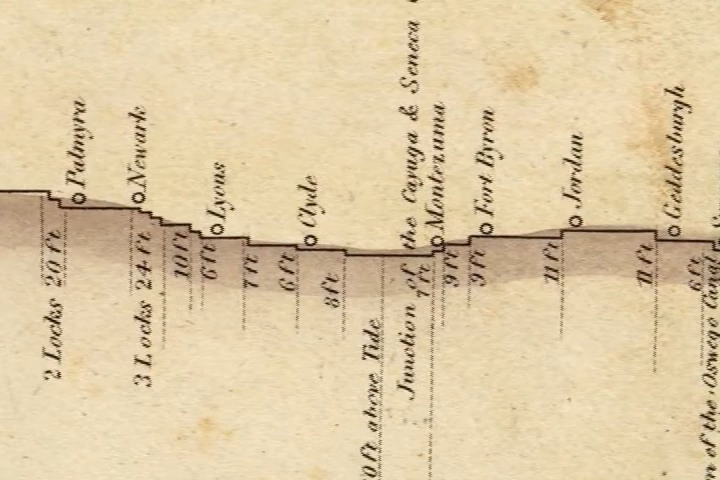 Palmyra
Newark
Lyons
Clyde
Junction of the Cayuga & Seneca
Montezuma
Fort Byron
Jordan
Geddesburgh
2 Locks 20 ft
3 Locks 24 ft
10 ft
6 ft
7 ft
6 ft
8 ft
0 ft above Tide
7 ft
9 ft
9 ft
11 ft
11 ft
6 ft
n of the Oswego Canal